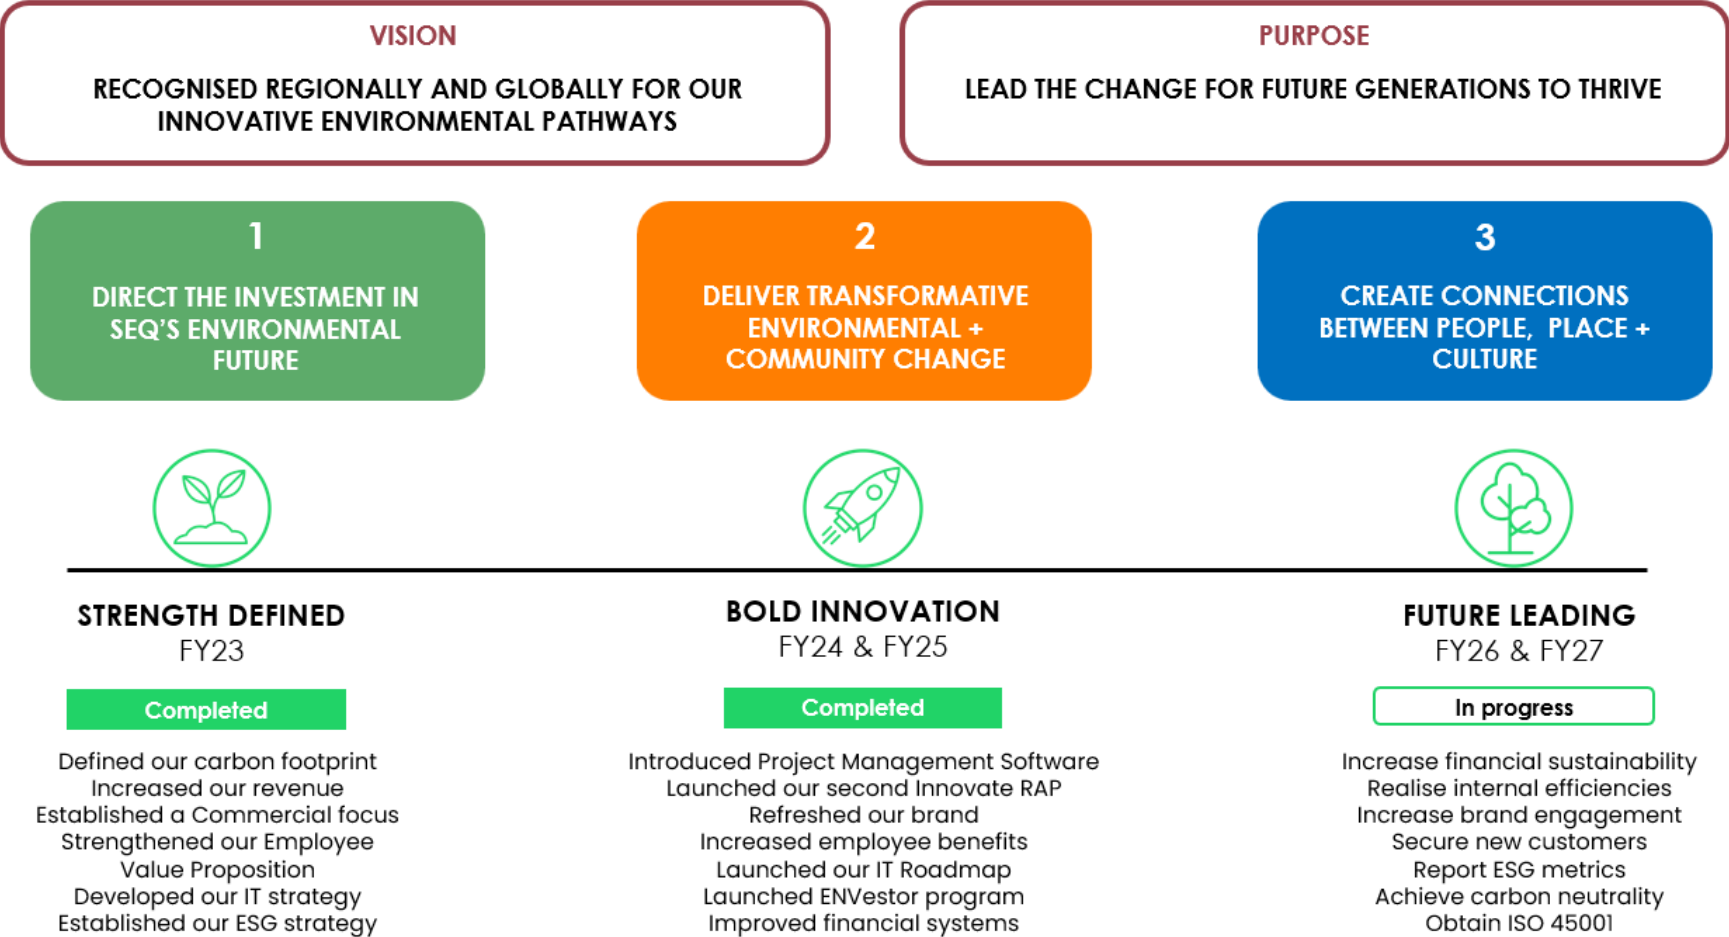 VISION
RECOGNISED REGIONALLY AND GLOBALLY FOR OUR
INNOVATIVE ENVIRONMENTAL PATHWAYS
PURPOSE
LEAD THE CHANGE FOR FUTURE GENERATIONS TO THRIVE
1
DIRECT THE INVESTMENT IN
SEQ'S ENVIRONMENTAL
FUTURE
2
DELIVER TRANSFORMATIVE
ENVIRONMENTAL +
COMMUNITY CHANGE
3
CREATE CONNECTIONS
BETWEEN PEOPLE, PLACE +
CULTURE
STRENGTH DEFINED
FY23
Completed
Defined our carbon footprint
Increased our revenue
Established a Commercial focus
Strengthened our Employee
Value Proposition
Developed our IT strategy
Established our ESG strategy
BOLD INNOVATION
FY24 & FY25
Completed
Introduced Project Management Software
Launched our second Innovate RAP
Refreshed our brand
Increased employee benefits
Launched our IT Roadmap
Launched ENVestor program
Improved financial systems
FUTURE LEADING
FY26 & FY27
In progress
Increase financial sustainability
Realise internal efficiencies
Increase brand engagement
Secure new customers
Report ESG metrics
Achieve carbon neutrality
Obtain ISO 45001